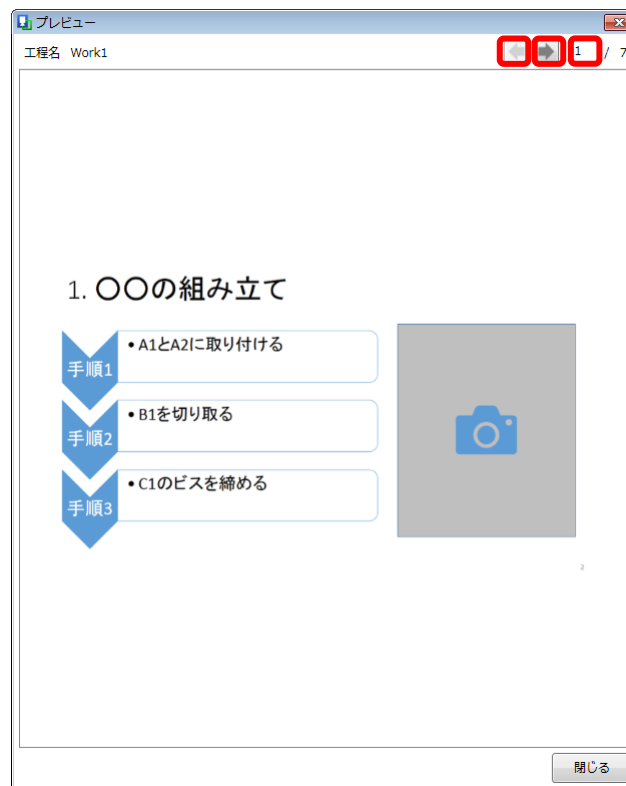 プレビュー
工程名 Work1
1 / 7
1. 〇〇の組み立て
手順1
• A1とA2に取り付ける
手順2
• B1を切り取る
手順3
• C1のビスを締める
閉じる